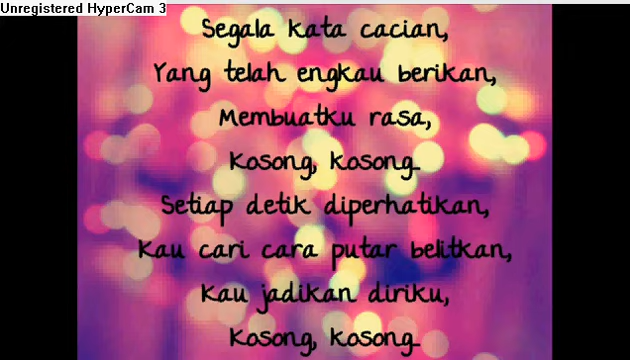 Unregistered HyperCam 3
Segala kata cacian,
Yang telah engkau berikan,
Membuatku rasa,
Kosong, kosong...
Setiap detik diperhatikan,
Kau cari cara putar belitkan,
Kau jadikan diriku,
Kosong, kosong...